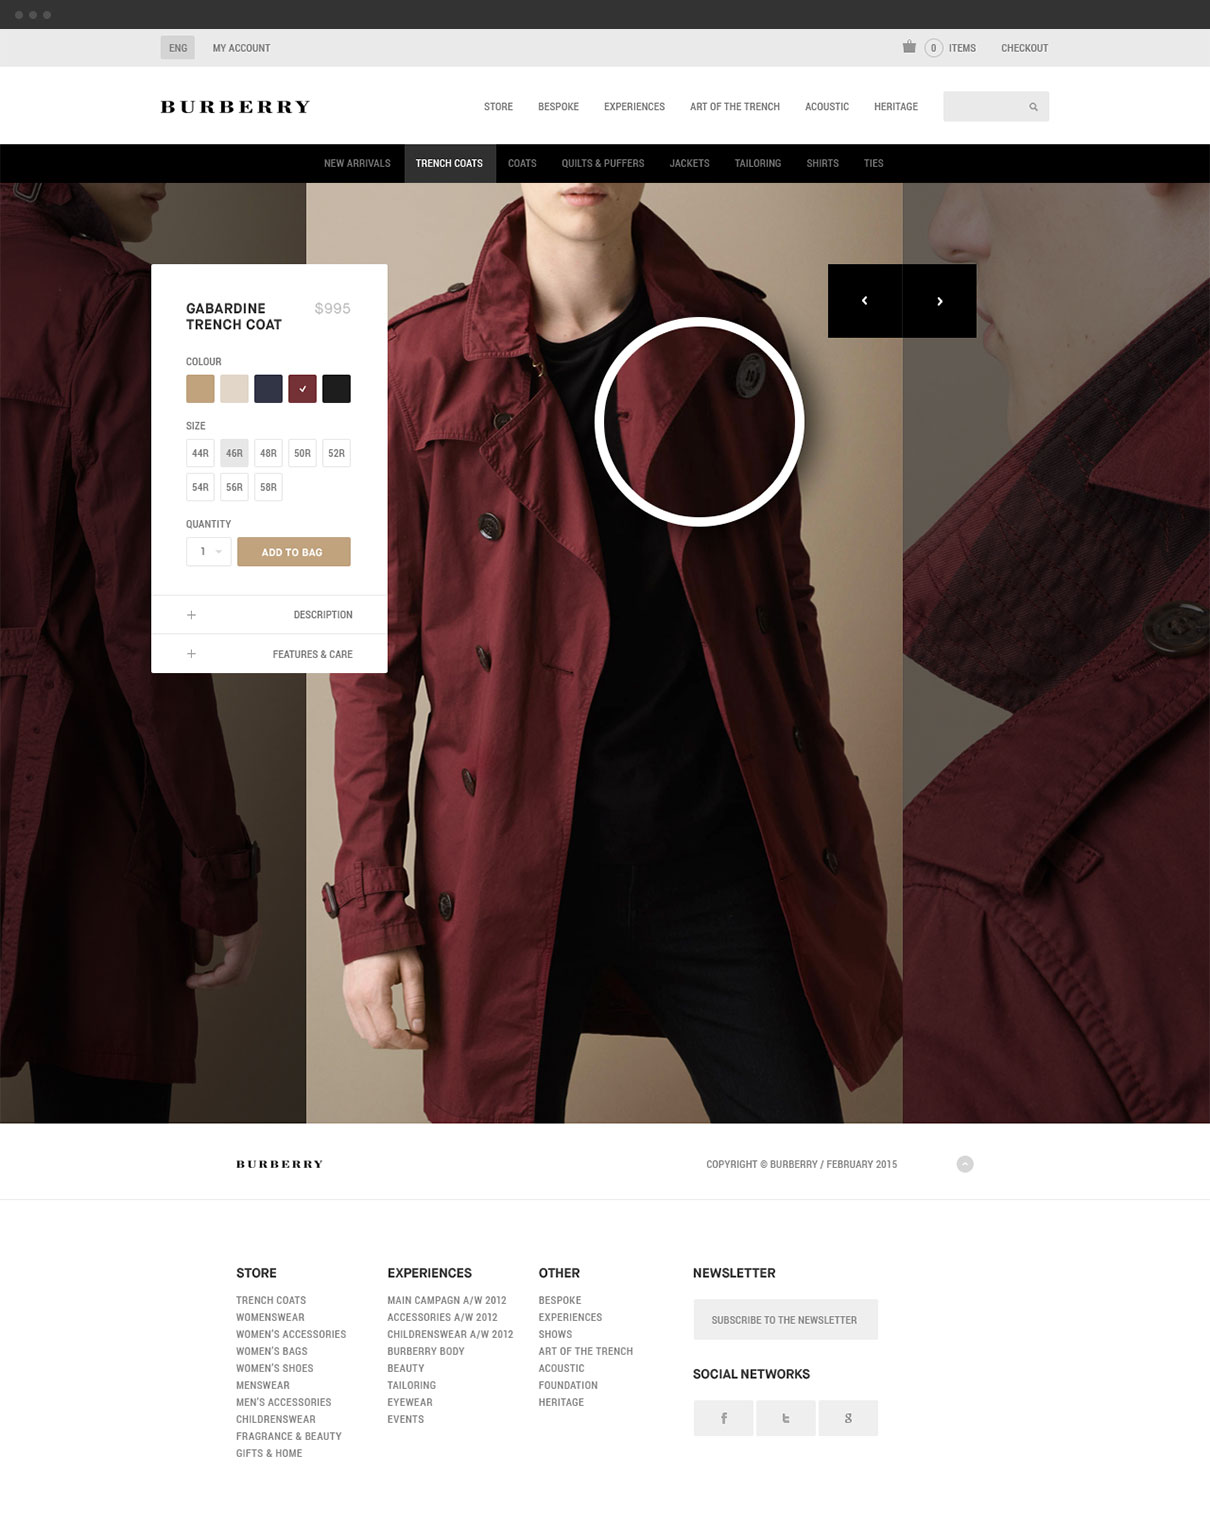 ENG MY ACCOUNT 0 ITEMS CHECKOUT
BURBERRY STORE BESPOKE EXPERIENCES ART OF THE TRENCH ACOUSTIC HERITAGE
NEW ARRIVALS TRENCH COATS COATS QUILTS & PUFFERS JACKETS TAILORING SHIRTS TIES
GABARDINE $995
TRENCH COAT
COLOUR
SIZE
44R 46R 48R 50R 52R
54R 56R 58R
QUANTITY
1 ADD TO BAG
DESCRIPTION
FEATURES & CARE
BURBERRY COPYRIGHT © BURBERRY / FEBRUARY 2015
STORE
TRENCH COATS
WOMENSWEAR
WOMEN'S ACCESSORIES
WOMEN'S BAGS
WOMEN'S SHOES
MENSWEAR
MEN'S ACCESSORIES
CHILDRENSWEAR
FRAGRANCE & BEAUTY
GIFTS & HOME
EXPERIENCES
MAIN CAMPAGN A/W 2012
ACCESSORIES A/W 2012
CHILDRENSWEAR A/W 2012
BURBERRY BODY
BEAUTY
TAILORING
EYEWEAR
EVENTS
OTHER
BESPOKE
EXPERIENCES
SHOWS
ART OF THE TRENCH
ACOUSTIC
FOUNDATION
HERITAGE
NEWSLETTER
SUBSCRIBE TO THE NEWSLETTER
SOCIAL NETWORKS